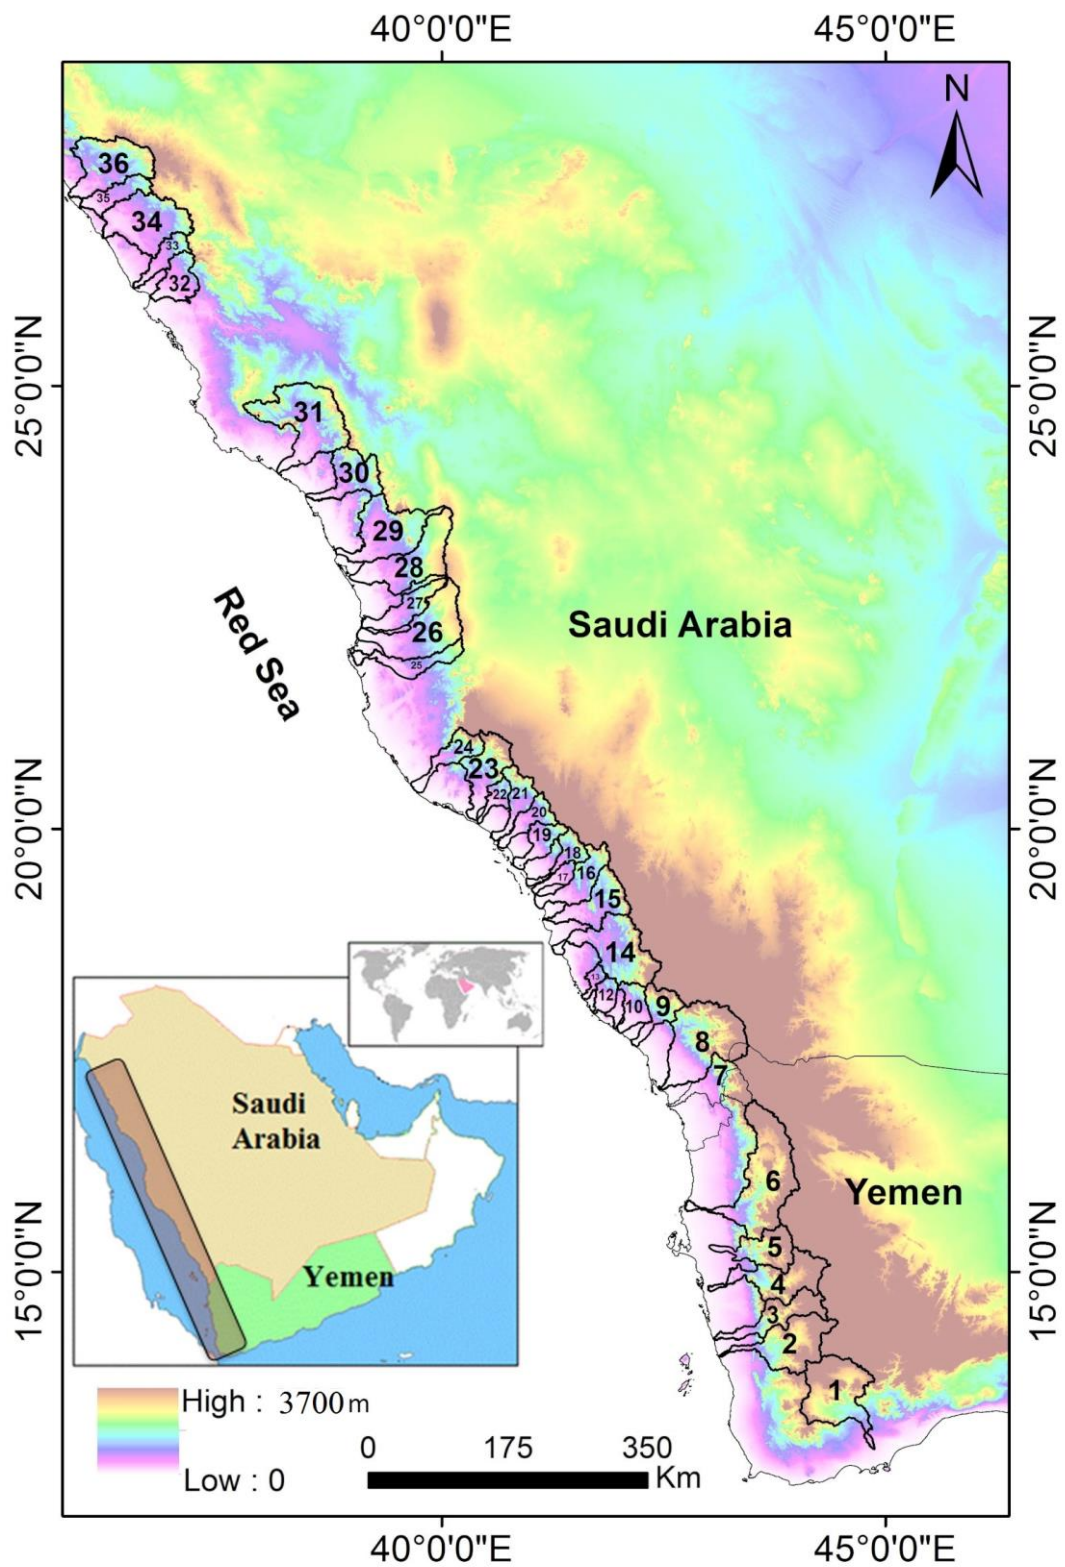 40°0'0"E
45°0'0"E
N
36
35
34
33
32
25°0'0"N
25°0'0"N
31
30
29
28
27
26
25
Red Sea
Saudi Arabia
24
23
22
21
20
19
18
17
16
15
14
13
12
10
9
8
7
20°0'0"N
20°0'0"N
6
Yemen
5
4
3
2
1
15°0'0"N
15°0'0"N
Saudi
Arabia
Yemen
High : 3700 m
Low : 0
0
175
350
Km
40°0'0"E
45°0'0"E